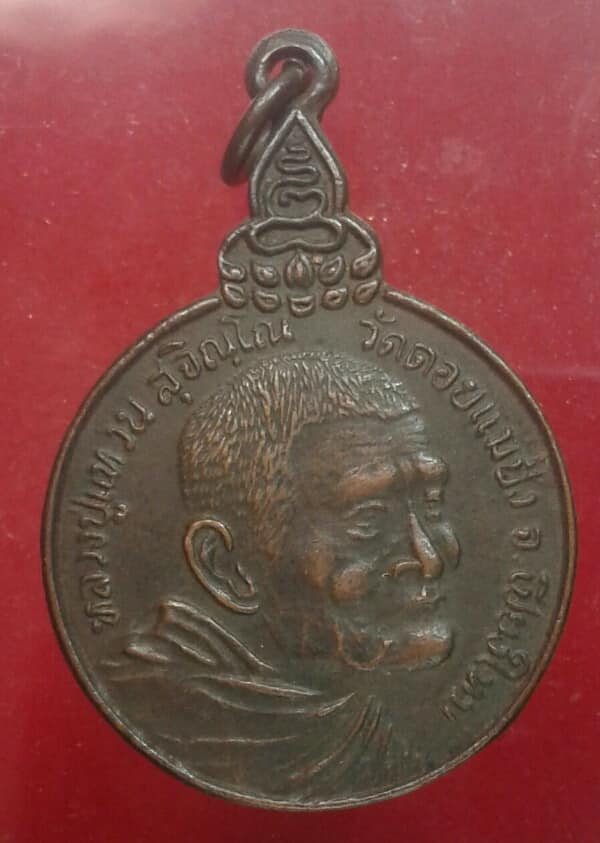 หลวงปู่แหวน สุจิณฺโณ วัดดอยแม่ปั๋ง จ.เชียงใหม่